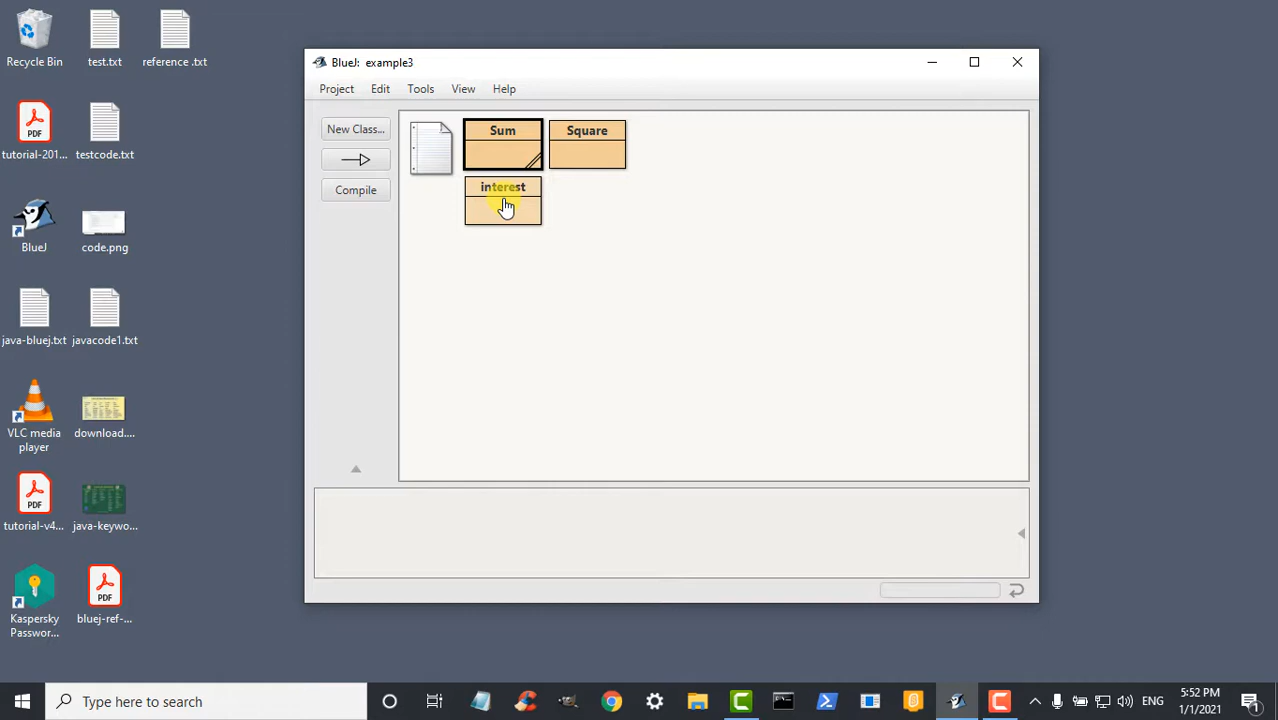 Recycle Bin
test.txt
reference .txt
tutorial-201...
testcode.txt
BlueJ
code.png
java-bluej.txt
javacode1.txt
VLC media
player
download....
tutorial-v4...
java-keywo...
Kaspersky
Passwor...
bluej-ref-...
BlueJ: example3
Project
Edit
Tools
View
Help
New Class...
Compile
Sum
Square
interest
Type here to search
ENG
5:52 PM
1/1/2021
1